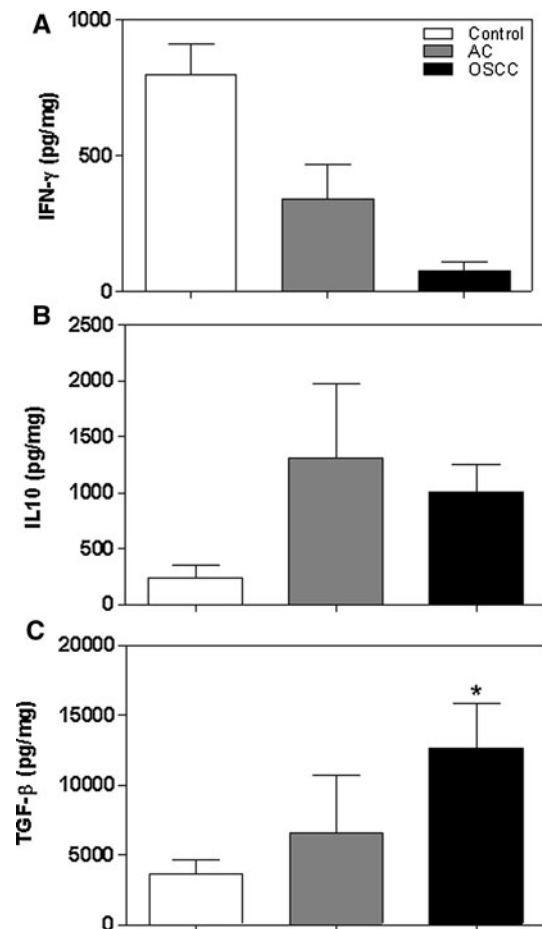 A
1000
500
0
IFN-γ (pg/mg)
Control
AC
OSCC
B
2500
2000
1500
1000
500
0
IL10 (pg/mg)
C
20000
15000
10000
5000
0
TGF-β (pg/mg)
*